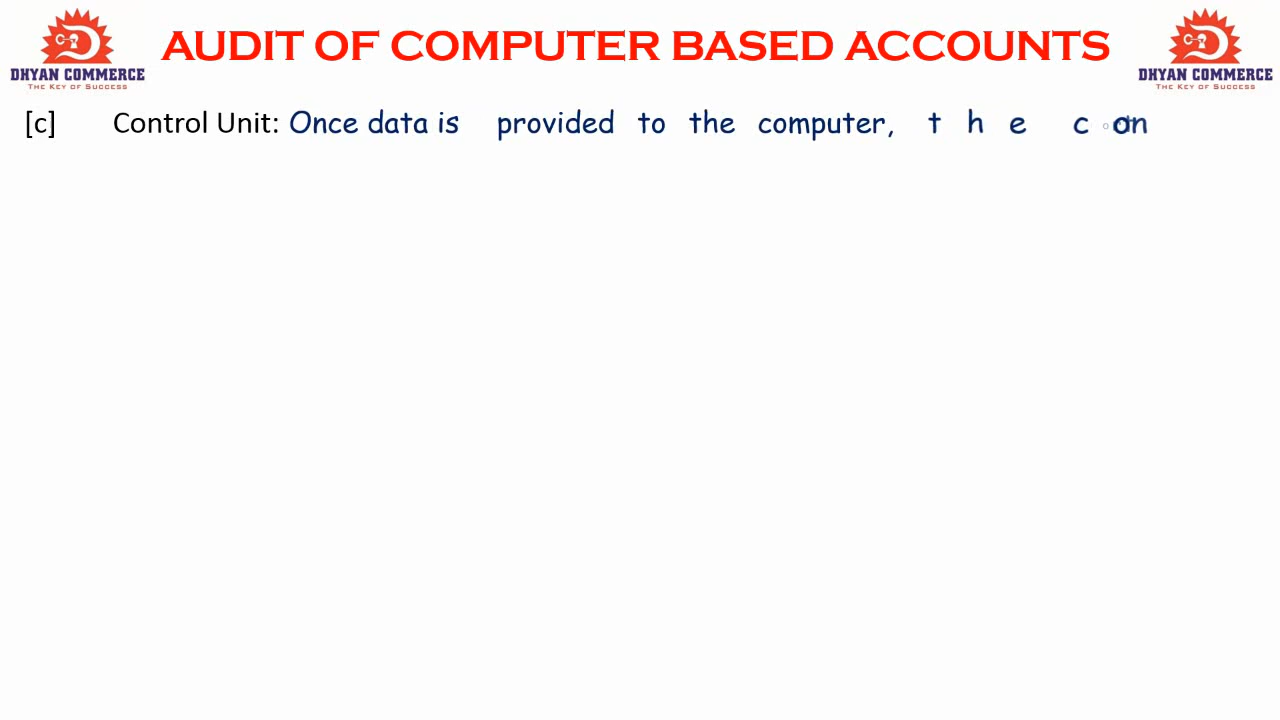 DHYAN COMMERCE
The Key of Success
AUDIT OF COMPUTER BASED ACCOUNTS
DHYAN COMMERCE
The Key of Success
[c] Control Unit: Once data is provided to the computer, the